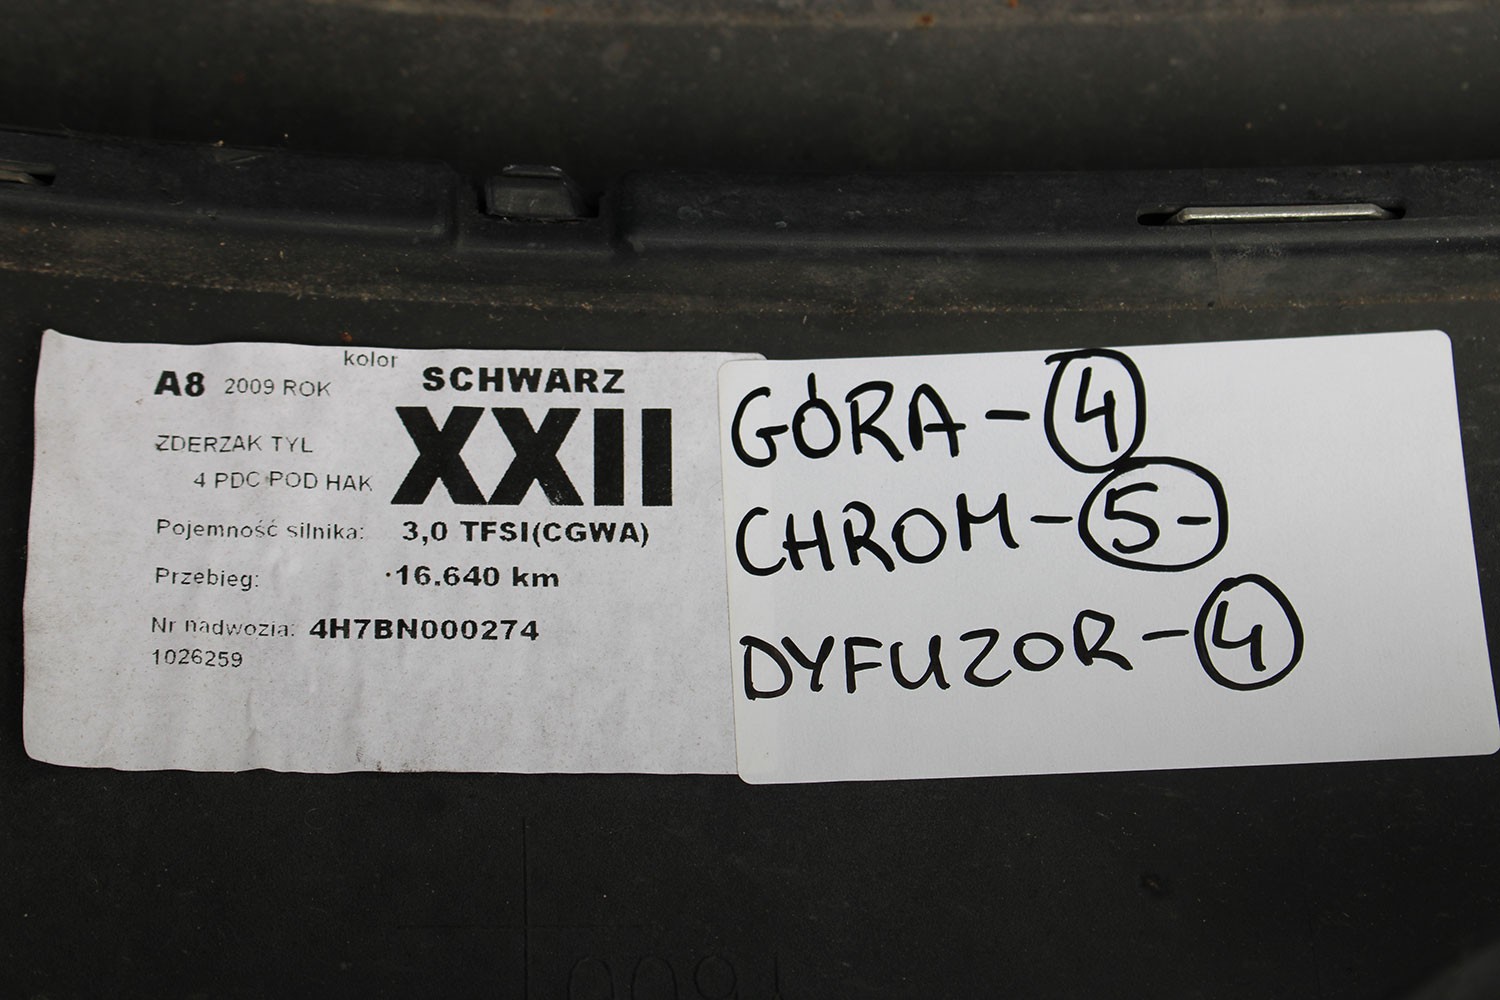 kolor
A8 2009 ROK SCHWARZ
XXII
ZDERZAK TYL
4 PDC POD HAK
Pojemność silnika: 3,0 TFSI(CGWA)
Przebieg: 16.640 km
Nr nadwozia: 4H7BN000274
1026259
GÓRA - 4
CHROM - 5-
DYFUZOR - 4